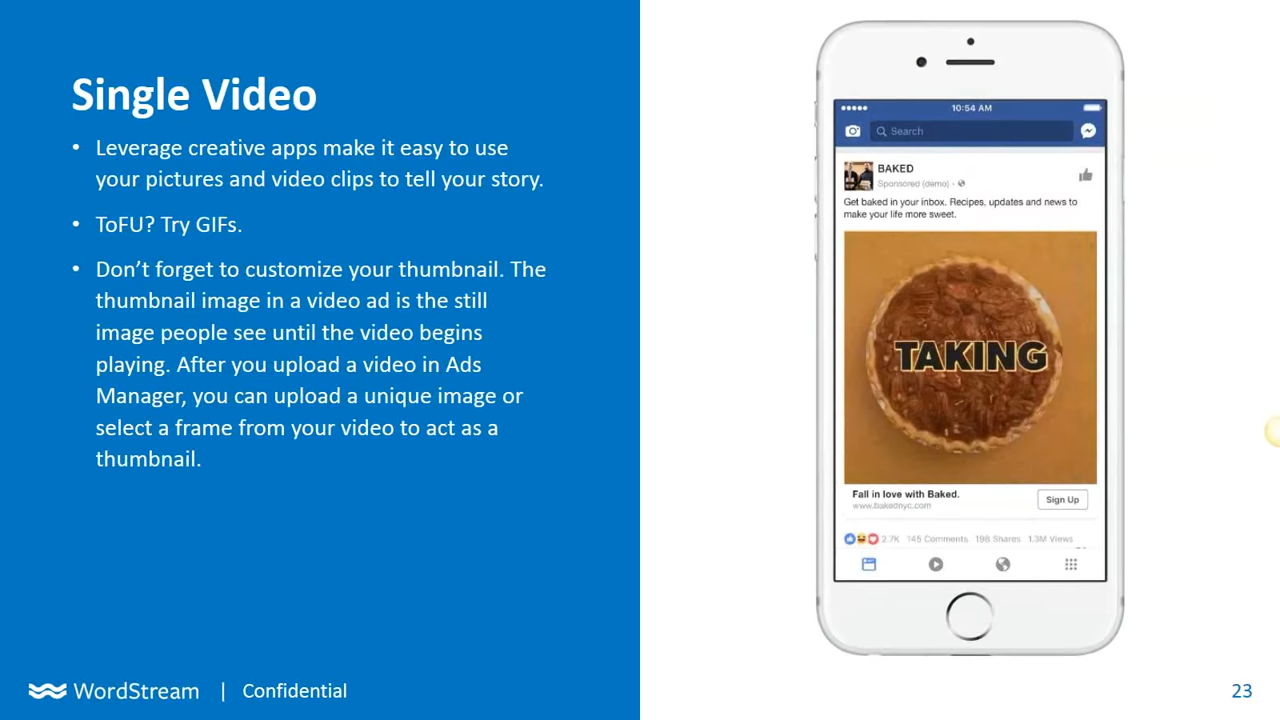 Single Video
• Leverage creative apps make it easy to use
your pictures and video clips to tell your story.
• ToFU? Try GIFs.
• Don’t forget to customize your thumbnail. The
thumbnail image in a video ad is the still
image people see until the video begins
playing. After you upload a video in Ads
Manager, you can upload a unique image or
select a frame from your video to act as a
thumbnail.
WordStream | Confidential
10:54 AM
Search
BAKED
Sponsored (demo) ·
Get baked in your inbox. Recipes, updates and news to
make your life more sweet.
TAKING
Fall in love with Baked.
www.bakednyc.com
Sign Up
2.7K 145 Comments 198 Shares 1.3M Views
23